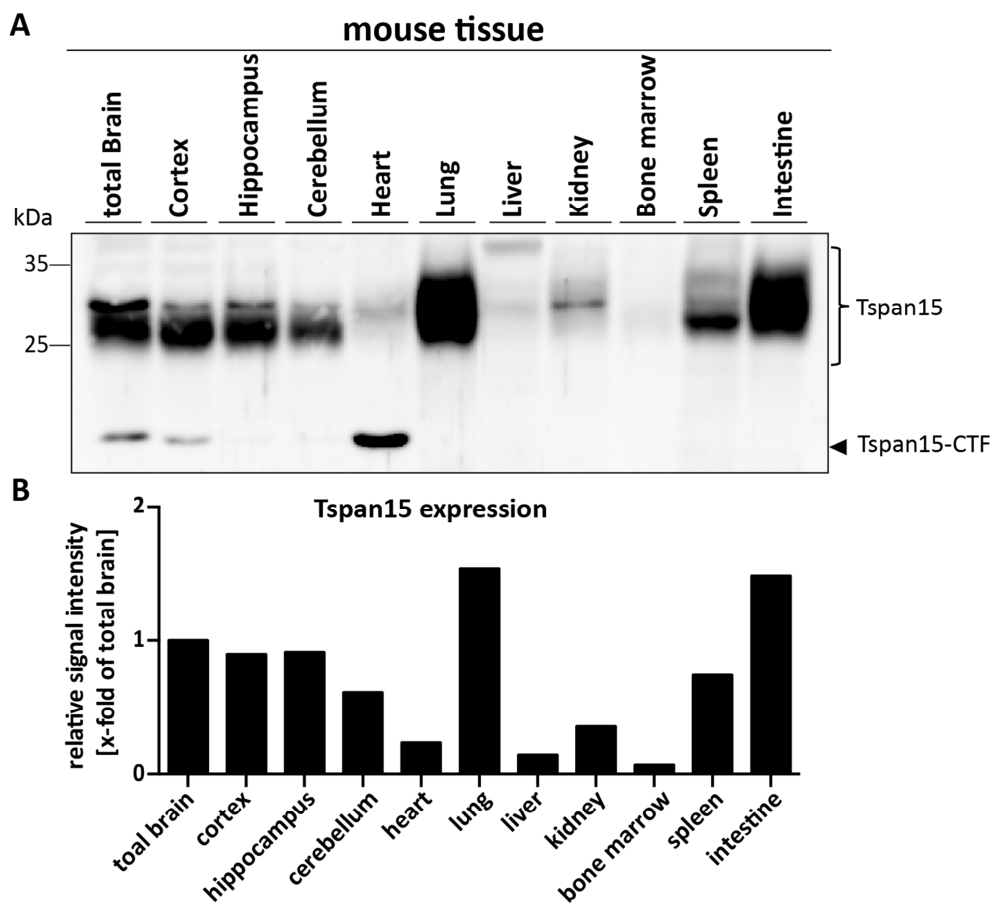 A
mouse tissue
total Brain
Cortex
Hippocampus
Cerebellum
Heart
Lung
Liver
Kidney
Bone marrow
Spleen
Intestine
kDa
35
25
Tspan15
Tspan15-CTF
B
Tspan15 expression
relative signal intensity
[x-fold of total brain]
2
1
0
toal brain
cortex
hippocampus
cerebellum
heart
lung
liver
kidney
bone marrow
spleen
intestine